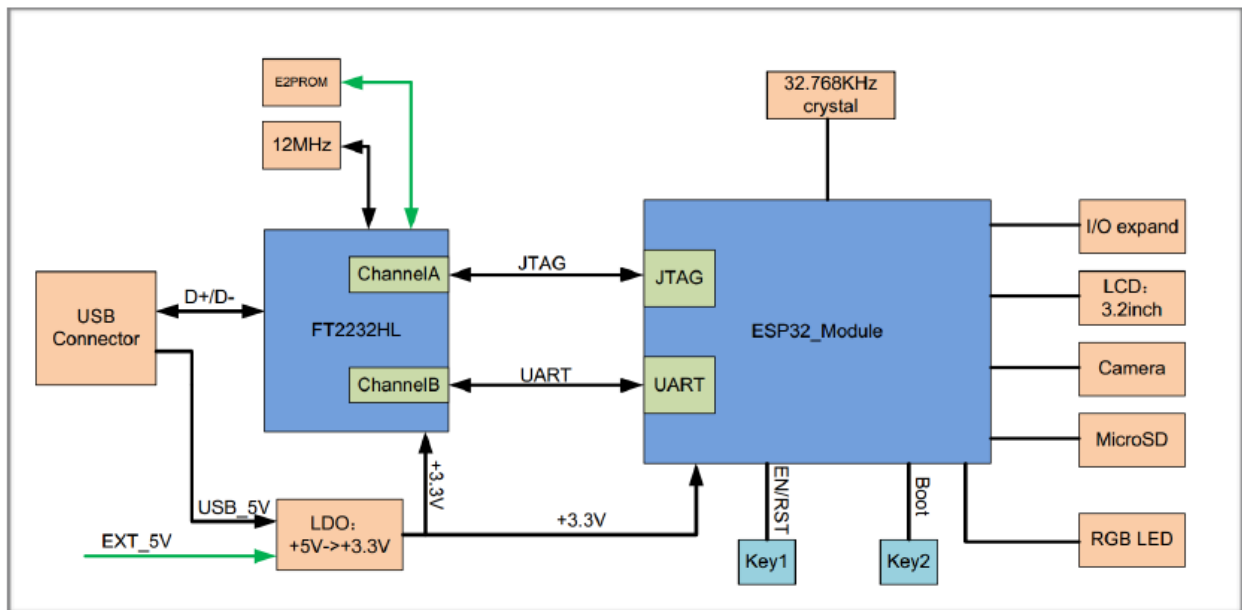 E2PROM
12MHz
32.768KHz
crystal
USB
Connector
D+/D-
FT2232HL
ChannelA
ChannelB
JTAG
UART
JTAG
UART
ESP32_Module
I/O expand
LCD：
3.2inch
Camera
MicroSD
RGB LED
USB_5V
EXT_5V
LDO：
+5V->+3.3V
+3.3V
+3.3V
EN/RST
Boot
Key1
Key2